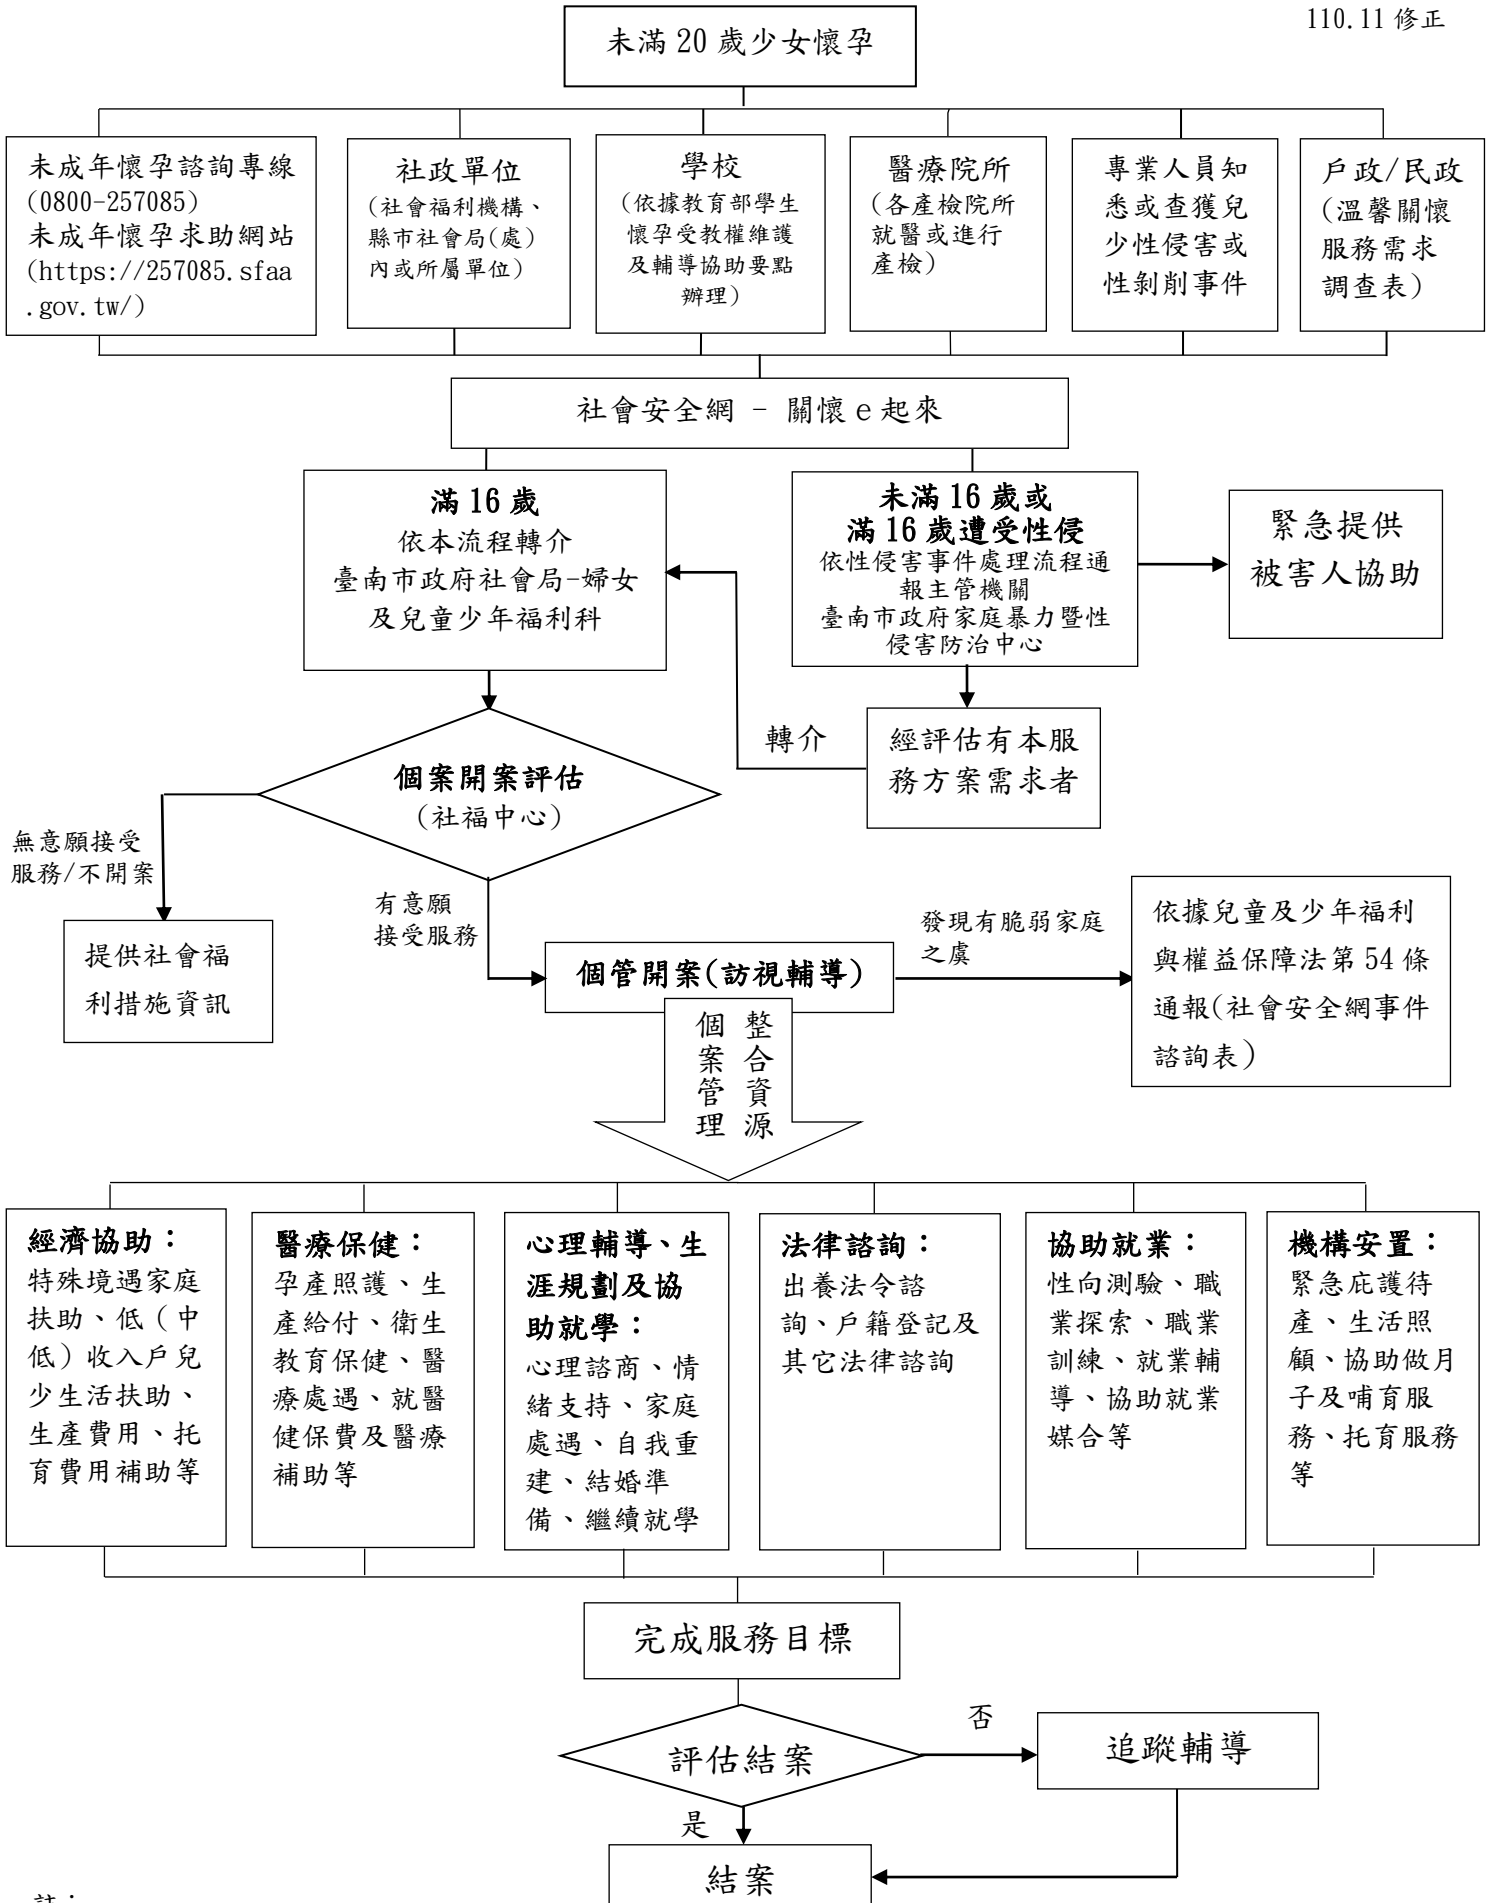 110.11 修正
未滿 20 歲少女懷孕
未成年懷孕諮詢專線
(0800-257085)
未成年懷孕求助網站
(https://257085.sfaa
.gov.tw/)
社政單位
(社會福利機構、
縣市社會局(處)
內或所屬單位)
學校
(依據教育部學生
懷孕受教權維護
及輔導協助要點
辦理)
醫療院所
(各產檢院所
就醫或進行
產檢)
專業人員知
悉或查獲兒
少性侵害或
性剝削事件
戶政/民政
(溫馨關懷
服務需求
調查表)
社會安全網 - 關懷 e 起來
滿 16 歲
依本流程轉介
臺南市政府社會局-婦女
及兒童少年福利科
未滿 16 歲或
滿 16 歲遭受性侵
依性侵害事件處理流程通
報主管機關
臺南市政府家庭暴力暨性
侵害防治中心
緊急提供
被害人協助
轉介
經評估有本服
務方案需求者
個案開案評估
(社福中心)
無意願接受
服務/不開案
提供社會福
利措施資訊
有意願
接受服務
個管開案(訪視輔導)
發現有脆弱家庭
之虞
依據兒童及少年福利
與權益保障法第 54 條
通報(社會安全網事件
諮詢表)
整合資源
個案管理
經濟協助：
特殊境遇家庭
扶助、低（中
低）收入戶兒
少生活扶助、
生產費用、托
育費用補助等
醫療保健：
孕產照護、生
產給付、衛生
教育保健、醫
療處遇、就醫
健保費及醫療
補助等
心理輔導、生
涯規劃及協
助就學：
心理諮商、情
緒支持、家庭
處遇、自我重
建、結婚準
備、繼續就學
法律諮詢：
出養法令諮
詢、戶籍登記及
其它法律諮詢
協助就業：
性向測驗、職
業探索、職業
訓練、就業輔
導、協助就業
媒合等
機構安置：
緊急庇護待
產、生活照
顧、協助做月
子及哺育服
務、托育服務
等
完成服務目標
評估結案
否
追蹤輔導
是
結案
註：